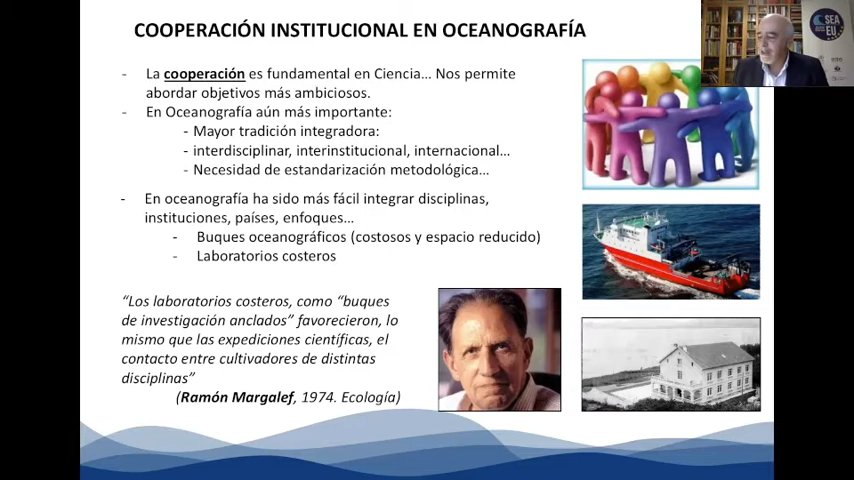 COOPERACIÓN INSTITUCIONAL EN OCEANOGRAFÍA
- La cooperación es fundamental en Ciencia... Nos permite
abordar objetivos más ambiciosos.
- En Oceanografía aún más importante:
- Mayor tradición integradora:
- interdisciplinar, interinstitucional, internacional...
- Necesidad de estandarización metodológica...
- En oceanografía ha sido más fácil integrar disciplinas,
instituciones, países, enfoques...
- Buques oceanográficos (costosos y espacio reducido)
- Laboratorios costeros
“Los laboratorios costeros, como “buques
de investigación anclados” favorecieron, lo
mismo que las expediciones científicas, el
contacto entre cultivadores de distintas
disciplinas”
(Ramón Margalef, 1974. Ecología)
SEA
EU